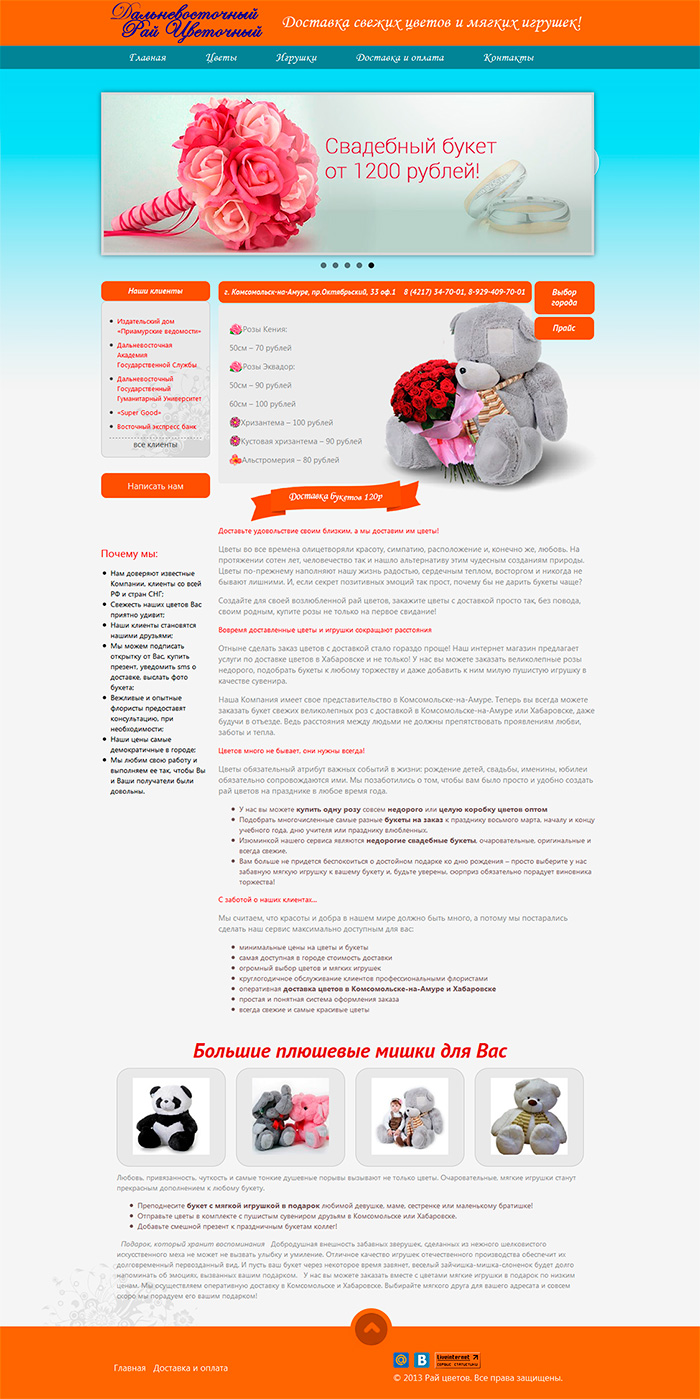 Дальневосточный
Рай Цветочный
Доставка свежих цветов и мягких игрушек!
Главная Цветы Игрушки Доставка и оплата Контакты
Свадебный букет
от 1200 рублей!
Наши клиенты
Издательский дом
«Приамурские ведомости»
Дальневосточная
Академия
Государственной Службы
Дальневосточный
Государственный
Гуманитарный Университет
«Super Good»
Восточный экспресс банк
все клиенты
Написать нам
Почему мы:
Нам доверяют известные
Компании, клиенты со всей
РФ и стран СНГ;
Свежесть наших цветов Вас
приятно удивит;
Наши клиенты становятся
нашими друзьями;
Мы можем подписать
открытку от Вас, купить
презент, уведомить sms о
доставке, выслать фото
букета;
Вежливые и опытные
флористы предоставят
консультацию, при
необходимости;
Наши цены самые
демократичные в городе;
Мы любим свою работу и
выполняем ее так, чтобы Вы
и Ваши получатели были
довольны.
г. Комсомольск-на-Амуре, пр.Октябрьский, 33 оф.1 8 (4217) 34-70-01, 8-929-409-70-01
Выбор
города
Прайс
Розы Кения:
50см – 70 рублей
Розы Эквадор:
50см – 90 рублей
60см – 100 рублей
Хризантема – 100 рублей
Кустовая хризантема – 90 рублей
Альстромерия – 80 рублей
Доставка букетов 120р
Доставьте удовольствие своим близким, а мы доставим им цветы!
Цветы во все времена олицетворяли красоту, симпатию, расположение и, конечно же, любовь. На
протяжении сотен лет, человечество так и нашло альтернативу этим чудесным созданиям природы.
Цветы по-прежнему наполняют нашу жизнь радостью, сердечным теплом, восторгом и никогда не
бывают лишними. И, если секрет позитивных эмоций так прост, почему бы не дарить букеты чаще?
Создайте для своей возлюбленной рай цветов, закажите цветы с доставкой просто так, без повода,
своим родным, купите розы не только на первое свидание!
Вовремя доставленные цветы и игрушки сокращают расстояния
Отныне сделать заказ цветов с доставкой стало гораздо проще! Наш интернет магазин предлагает
услуги по доставке цветов в Хабаровске и не только! У нас вы можете заказать великолепные розы
недорого, подобрать букеты к любому торжеству и даже добавить к ним милую пушистую игрушку в
качестве сувенира.
Наша Компания имеет свое представительство в Комсомольске-на-Амуре. Теперь вы всегда можете
заказать букет свежих великолепных роз с доставкой в Комсомольске-на-Амуре или Хабаровске, даже
будучи в отъезде. Ведь расстояния между людьми не должны препятствовать проявлениям любви,
заботы и тепла.
Цветов много не бывает, они нужны всегда!
Цветы обязательный атрибут важных событий в жизни: рождение детей, свадьбы, именины, юбилеи
обязательно сопровождаются ими. Мы позаботились о том, чтобы вам было просто и удобно создать
рай цветов на празднике в любое время года.
У нас вы можете купить одну розу совсем недорого или целую коробку цветов оптом
Подобрать многочисленные самые разные букеты на заказ к празднику восьмого марта, началу и концу
учебного года, дню учителя или празднику влюбленных.
Изюминкой нашего сервиса являются недорогие свадебные букеты, очаровательные, оригинальные и
всегда свежие.
Вам больше не придется беспокоиться о достойном подарке ко дню рождения – просто выберите у нас
забавную мягкую игрушку к вашему букету и, будьте уверены, сюрприз обязательно порадует виновника
торжества!
С заботой о наших клиентах...
Мы считаем, что красоты и добра в нашем мире должно быть много, а потому мы постарались
сделать наш сервис максимально доступным для вас:
минимальные цены на цветы и букеты
самая доступная в городе стоимость доставки
огромный выбор цветов и мягких игрушек
круглогодичное обслуживание клиентов профессиональными флористами
оперативная доставка цветов в Комсомольске-на-Амуре и Хабаровске
простая и понятная система оформления заказа
всегда свежие и самые красивые цветы
Большие плюшевые мишки для Вас
Любовь, привязанность, чуткость и самые тонкие душевные порывы вызывают не только цветы. Очаровательные, мягкие игрушки станут
прекрасным дополнением к любому букету.
Преподнесите букет с мягкой игрушкой в подарок любимой девушке, маме, сестренке или маленькому братишке!
Отправьте цветы в комплекте с пушистым сувениром друзьям в Комсомольске или Хабаровске.
Добавьте смешной презент к праздничным букетам коллег!
Подарок, который хранит воспоминания Добродушная внешность забавных зверушек, сделанных из нежного шелковистого
искусственного меха не может не вызвать улыбку и умиление. Отличное качество игрушек отечественного производства обеспечит их
долговременный первозданный вид. И пусть ваш букет через некоторое время завянет, веселый зайчишка-мишка-слоненок будет долго
напоминать об эмоциях, вызванных вашим подарком. У нас вы можете заказать вместе с цветами мягкие игрушки в подарок по низким
ценам. Мы осуществляем оперативную доставку в Комсомольске и Хабаровске. Выбирайте мягкого друга для вашего адресата и совсем
скоро мы порадуем его вашим подарком!
Главная Доставка и оплата
@ B Liveinternet
СЕРВИС СТАТИСТИКИ
© 2013 Рай цветов. Все права защищены.